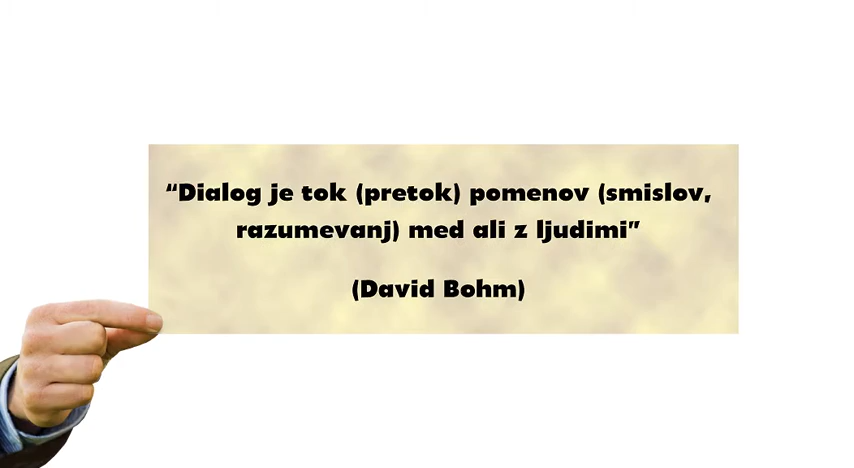 “Dialog je tok (pretok) pomenov (smislov,
razumevanj) med ali z ljudimi”
(David Bohm)